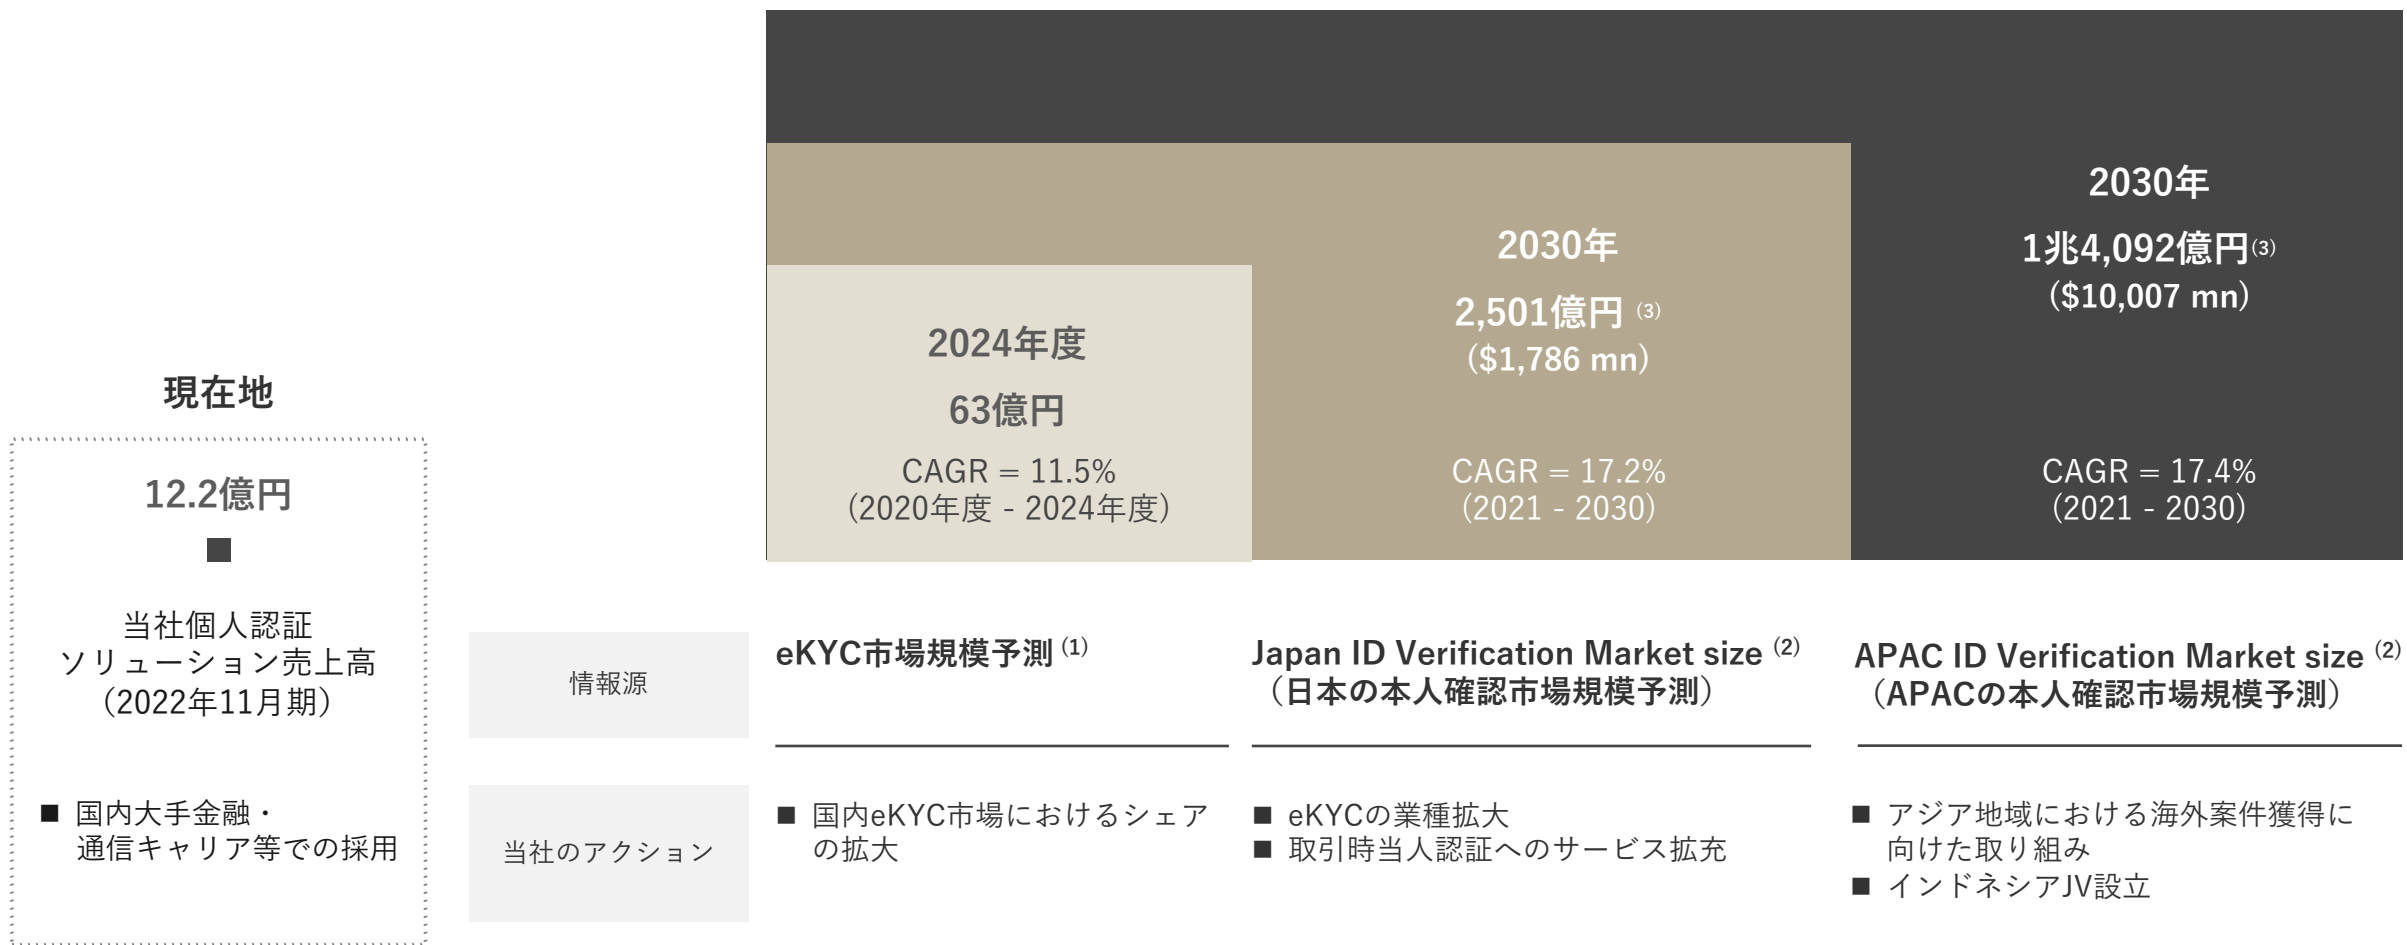 現在地
12.2億円
当社個人認証
ソリューション売上高
（2022年11月期）
■ 国内大手金融・
通信キャリア等での採用
2024年度
63億円
CAGR = 11.5%
(2020年度 - 2024年度)
2030年
2,501億円 (3)
($1,786 mn)
CAGR = 17.2%
(2021 - 2030)
2030年
1兆4,092億円(3)
($10,007 mn)
CAGR = 17.4%
(2021 - 2030)
情報源
eKYC市場規模予測 (1)
Japan ID Verification Market size (2)
（日本の本人確認市場規模予測）
APAC ID Verification Market size (2)
（APACの本人確認市場規模予測）
当社のアクション
■ 国内eKYC市場におけるシェア
の拡大
■ eKYCの業種拡大
■ 取引時当人認証へのサービス拡充
■ アジア地域における海外案件獲得に
向けた取り組み
■ インドネシアJV設立